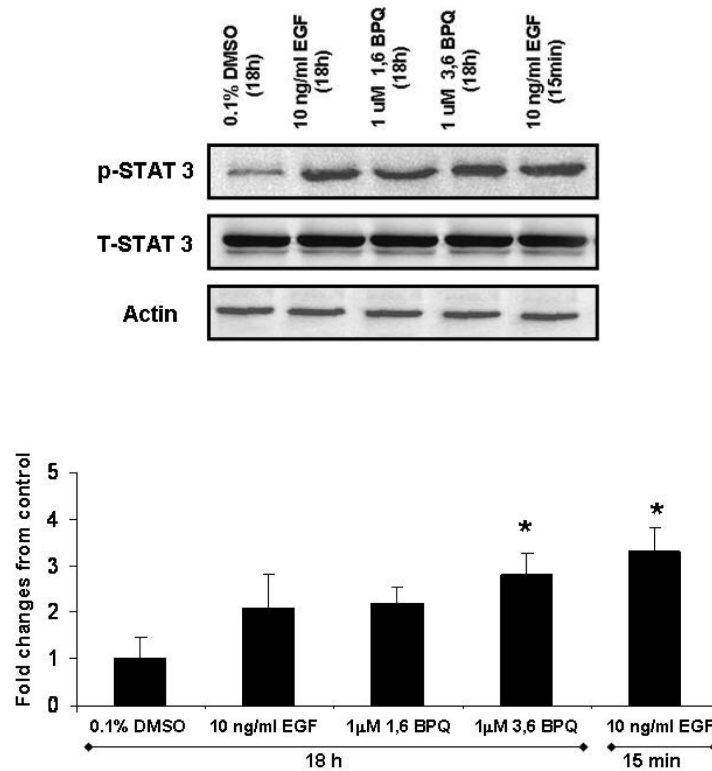 0.1% DMSO
(18h)
10 ng/ml EGF
(18h)
1 uM 1,6 BPQ
(18h)
1 uM 3,6 BPQ
(18h)
10 ng/ml EGF
(15min)
p-STAT 3
T-STAT 3
Actin
Fold changes from control
5
4
3
2
1
0
*
*
0.1% DMSO
10 ng/ml EGF
1µM 1,6 BPQ
1µM 3,6 BPQ
10 ng/ml EGF
18 h
15 min